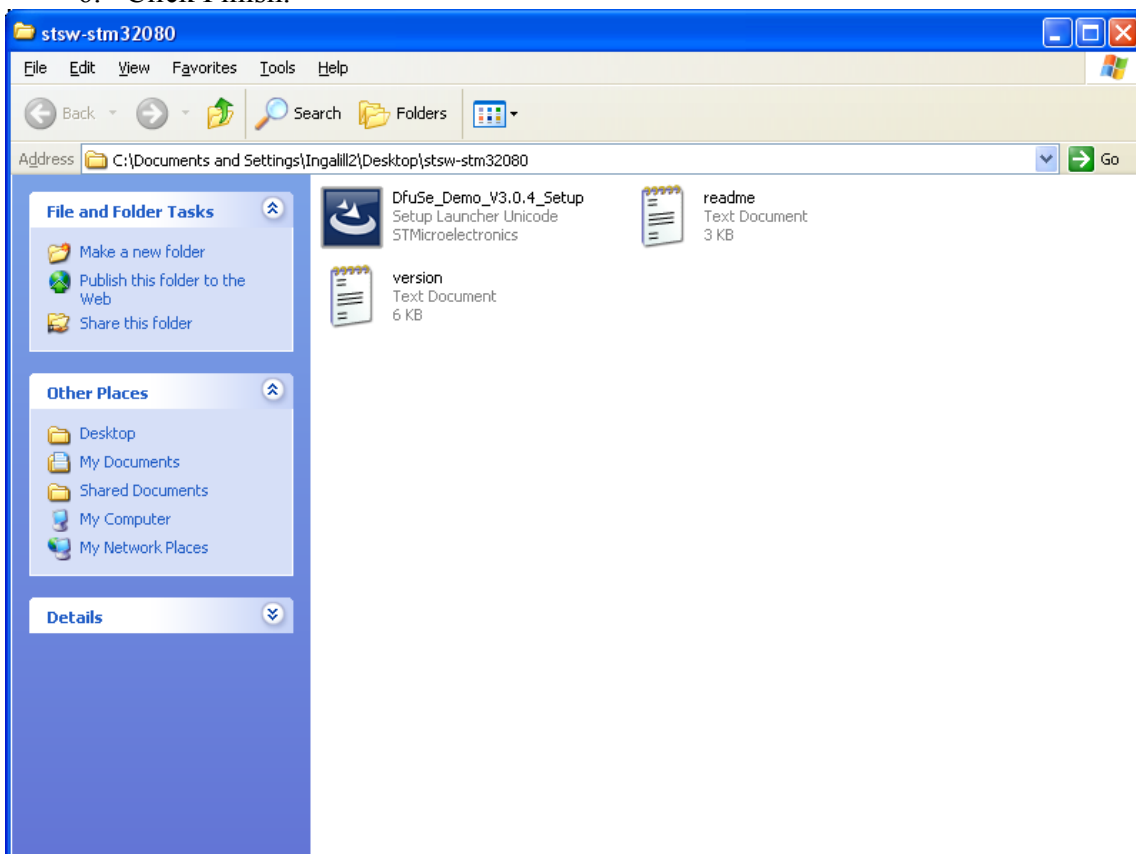 6. Click Finish.
stsw-stm32080
File Edit View Favorites Tools Help
Back Search Folders
Address C:\Documents and Settings\Ingalill2\Desktop\stsw-stm32080 Go
File and Folder Tasks
Make a new folder
Publish this folder to the
Web
Share this folder
Other Places
Desktop
My Documents
Shared Documents
My Computer
My Network Places
Details
DfuSe_Demo_V3.0.4_Setup
Setup Launcher Unicode
STMicroelectronics
readme
Text Document
3 KB
version
Text Document
6 KB